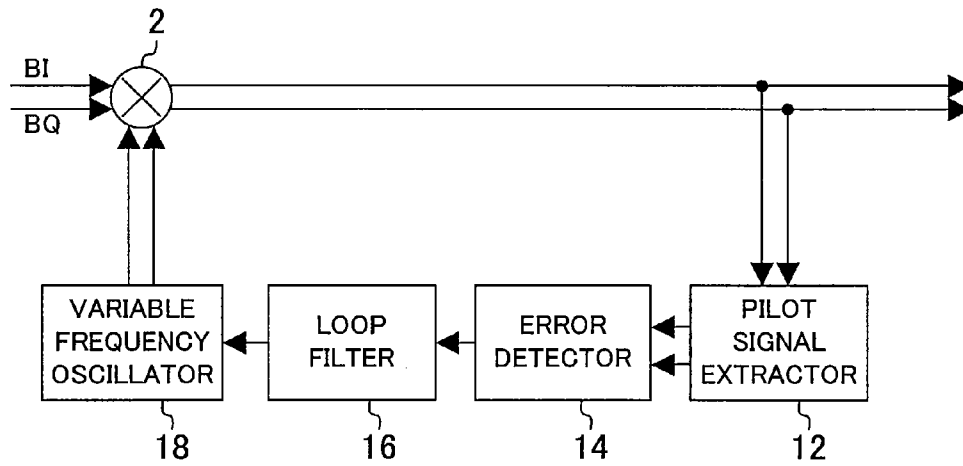 2
BI
BQ
VARIABLE
FREQUENCY
OSCILLATOR
LOOP
FILTER
ERROR
DETECTOR
PILOT
SIGNAL
EXTRACTOR
18
16
14
12